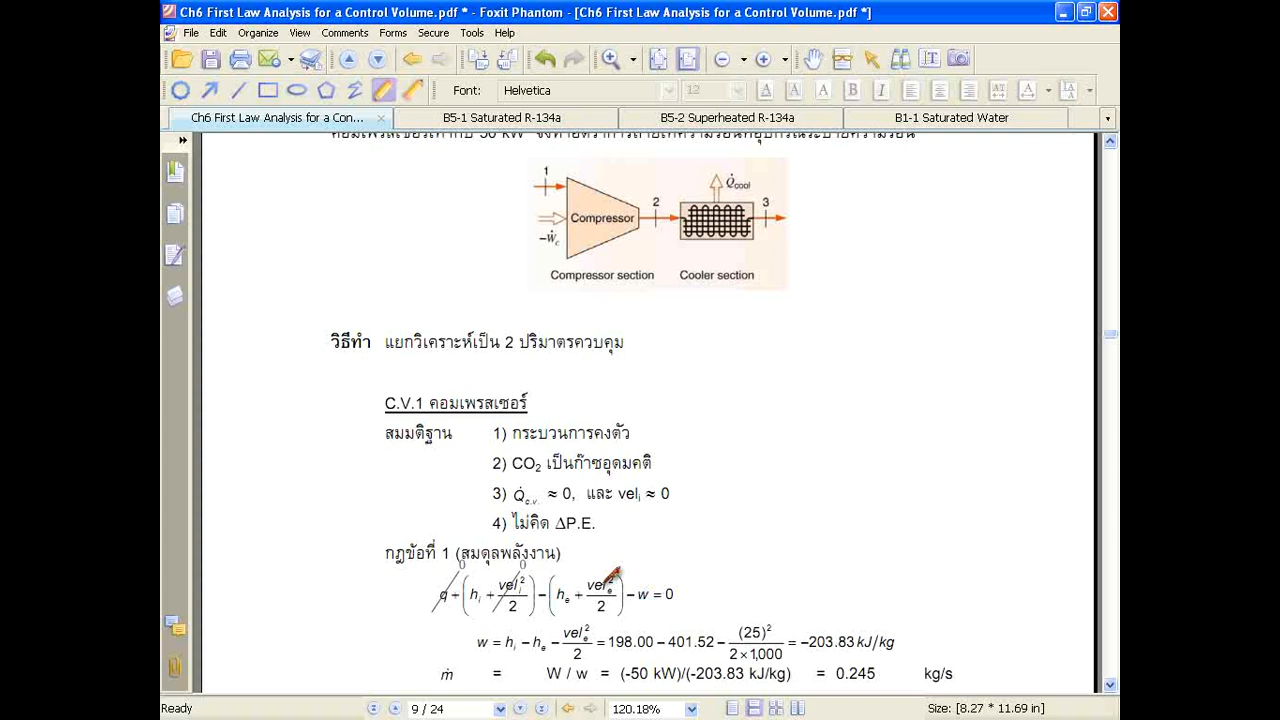 Ch6 First Law Analysis for a Control Volume.pdf * - Foxit Phantom - [Ch6 First Law Analysis for a Control Volume.pdf *]
File Edit Organize View Comments Forms Secure Tools Help
Font: Helvetica 12
Ch6 First Law Analysis for a Con... B5-1 Saturated R-134a B5-2 Superheated R-134a B1-1 Saturated Water
1 Q̇cool
2 3
Compressor
−Ẇc
Compressor section Cooler section
วิธีทำ แยกวิเคราะห์เป็น 2 ปริมาตรควบคุม
C.V.1 คอมเพรสเซอร์
สมมติฐาน 1) กระบวนการคงตัว
2) CO₂ เป็นก๊าซอุดมคติ
3) Q̇c.v. ≈ 0, และ velᵢ ≈ 0
4) ไม่คิด ΔP.E.
กฎข้อที่ 1 (สมดุลพลังงาน)
0 0
q + (hᵢ + velᵢ²/2) − (hₑ + velₑ²/2) − w = 0
w = hᵢ − hₑ − velₑ²/2 = 198.00 − 401.52 − (25)²/(2×1,000) = −203.83 kJ/kg
ṁ = W / w = (-50 kW)/(-203.83 kJ/kg) = 0.245 kg/s
Ready 9 / 24 120.18% Size: [8.27 * 11.69 in]